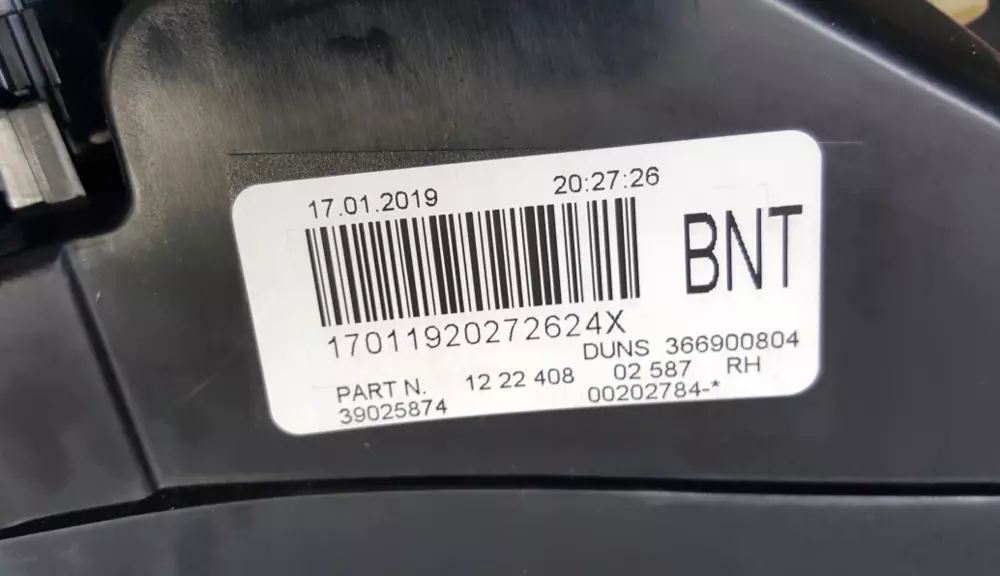 17.01.2019 20:27:26
BNT
17011920272624X
DUNS 366900804
PART N. 12 22 408 02 587 RH
39025874 00202784-*